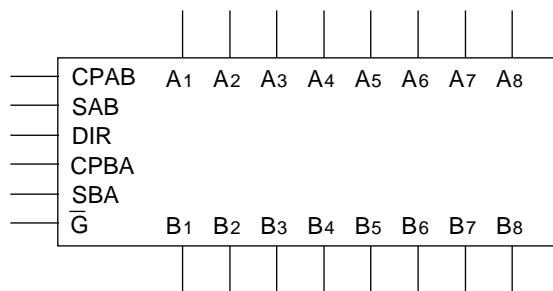 CPAB A1 A2 A3 A4 A5 A6 A7 A8
SAB
DIR
CPBA
SBA
G̅ B1 B2 B3 B4 B5 B6 B7 B8